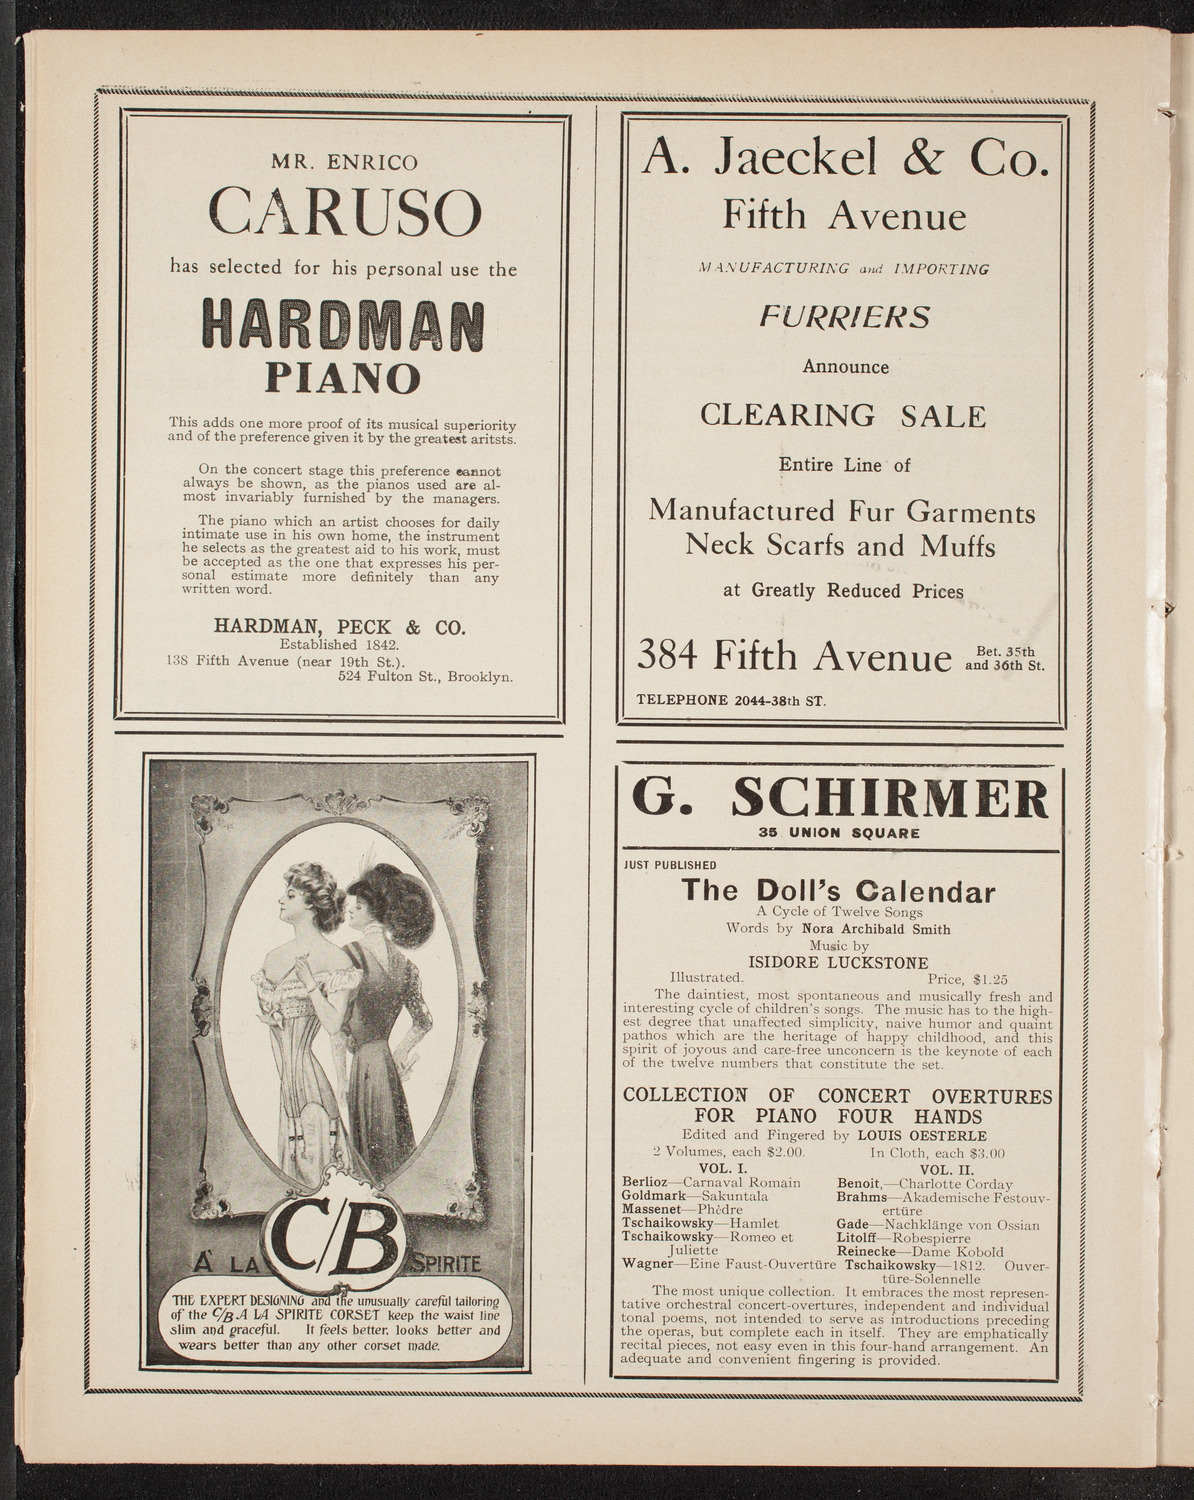 MR. ENRICO
CARUSO
has selected for his personal use the
HARDMAN
PIANO
This adds one more proof of its musical superiority
and of the preference given it by the greatest aritsts.
On the concert stage this preference cannot
always be shown, as the pianos used are al-
most invariably furnished by the managers.
The piano which an artist chooses for daily
intimate use in his own home, the instrument
he selects as the greatest aid to his work, must
be accepted as the one that expresses his per-
sonal estimate more definitely than any
written word.
HARDMAN, PECK & CO.
Established 1842.
138 Fifth Avenue (near 19th St.).
524 Fulton St., Brooklyn.
A. Jaeckel & Co.
Fifth Avenue
MANUFACTURING and IMPORTING
FURRIERS
Announce
CLEARING SALE
Entire Line of
Manufactured Fur Garments
Neck Scarfs and Muffs
at Greatly Reduced Prices
384 Fifth Avenue Bet. 35th
and 36th St.
TELEPHONE 2044-38th ST.
C/B
À LA SPIRITE
THE EXPERT DESIGNING and the unusually careful tailoring
of the C/B A LA SPIRITE CORSET keep the waist line
slim and graceful. It feels better, looks better and
wears better than any other corset made.
G. SCHIRMER
35 UNION SQUARE
JUST PUBLISHED
The Doll's Calendar
A Cycle of Twelve Songs
Words by Nora Archibald Smith
Music by
ISIDORE LUCKSTONE
Illustrated. Price, $1.25
The daintiest, most spontaneous and musically fresh and
interesting cycle of children's songs. The music has to the high-
est degree that unaffected simplicity, naive humor and quaint
pathos which are the heritage of happy childhood, and this
spirit of joyous and care-free unconcern is the keynote of each
of the twelve numbers that constitute the set.
COLLECTION OF CONCERT OVERTURES
FOR PIANO FOUR HANDS
Edited and Fingered by LOUIS OESTERLE
2 Volumes, each $2.00. In Cloth, each $3.00
VOL. I.
Berlioz—Carnaval Romain
Goldmark—Sakuntala
Massenet—Phèdre
Tschaikowsky—Hamlet
Tschaikowsky—Romeo et
Juliette
Wagner—Eine Faust-Ouvertüre
VOL. II.
Benoit,—Charlotte Corday
Brahms—Akademische Festouv-
ertüre
Gade—Nachklänge von Ossian
Litolff—Robespierre
Reinecke—Dame Kobold
Tschaikowsky—1812. Ouver-
türe-Solennelle
The most unique collection. It embraces the most represen-
tative orchestral concert-overtures, independent and individual
tonal poems, not intended to serve as introductions preceding
the operas, but complete each in itself. They are emphatically
recital pieces, not easy even in this four-hand arrangement. An
adequate and convenient fingering is provided.